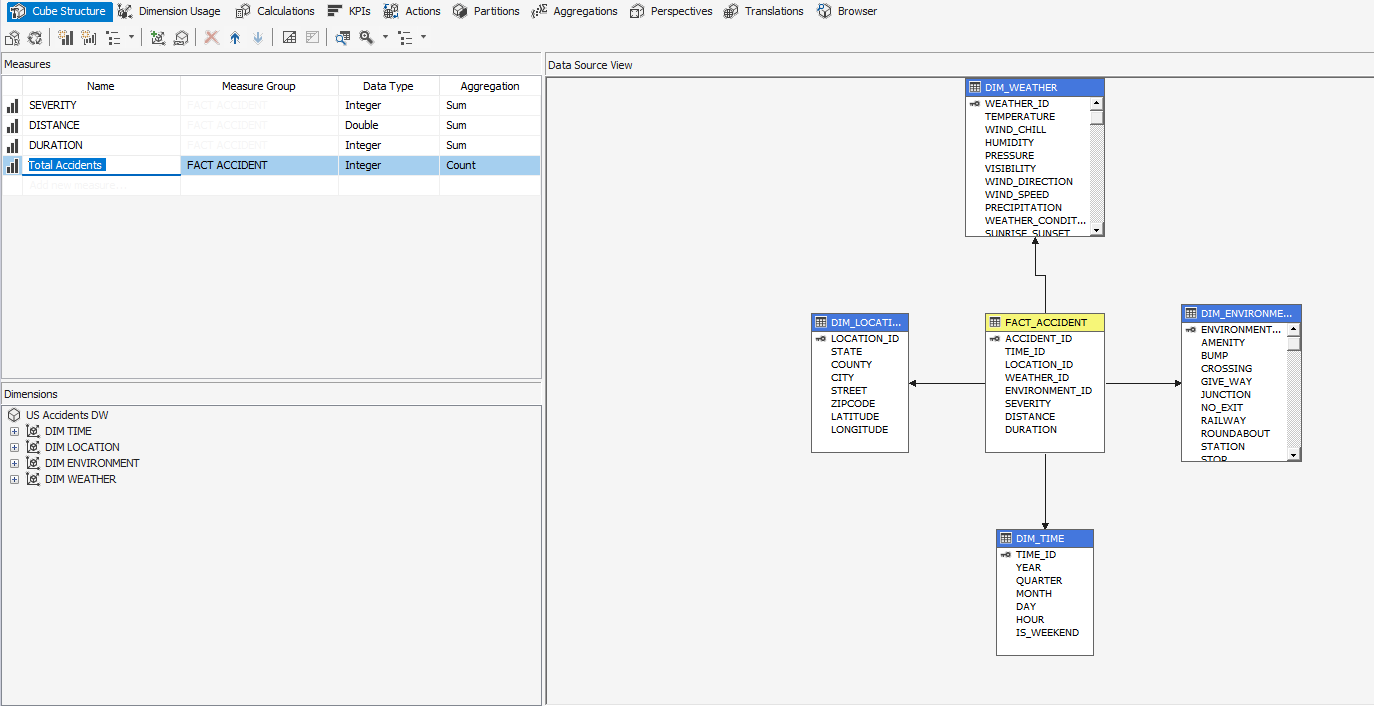 Cube Structure Dimension Usage Calculations KPIs Actions Partitions Aggregations Perspectives Translations Browser
Measures
Name Measure Group Data Type Aggregation
SEVERITY FACT ACCIDENT Integer Sum
DISTANCE FACT ACCIDENT Double Sum
DURATION FACT ACCIDENT Integer Sum
Total Accidents FACT ACCIDENT Integer Count
Add new measure...
Dimensions
US Accidents DW
DIM TIME
DIM LOCATION
DIM ENVIRONMENT
DIM WEATHER
Data Source View
DIM_WEATHER
WEATHER_ID
TEMPERATURE
WIND_CHILL
HUMIDITY
PRESSURE
VISIBILITY
WIND_DIRECTION
WIND_SPEED
PRECIPITATION
WEATHER_CONDIT...
SUNRISE_SUNSET
DIM_LOCATI...
LOCATION_ID
STATE
COUNTY
CITY
STREET
ZIPCODE
LATITUDE
LONGITUDE
FACT_ACCIDENT
ACCIDENT_ID
TIME_ID
LOCATION_ID
WEATHER_ID
ENVIRONMENT_ID
SEVERITY
DISTANCE
DURATION
DIM_ENVIRONME...
ENVIRONMENT...
AMENITY
BUMP
CROSSING
GIVE_WAY
JUNCTION
NO_EXIT
RAILWAY
ROUNDABOUT
STATION
STOP
DIM_TIME
TIME_ID
YEAR
QUARTER
MONTH
DAY
HOUR
IS_WEEKEND